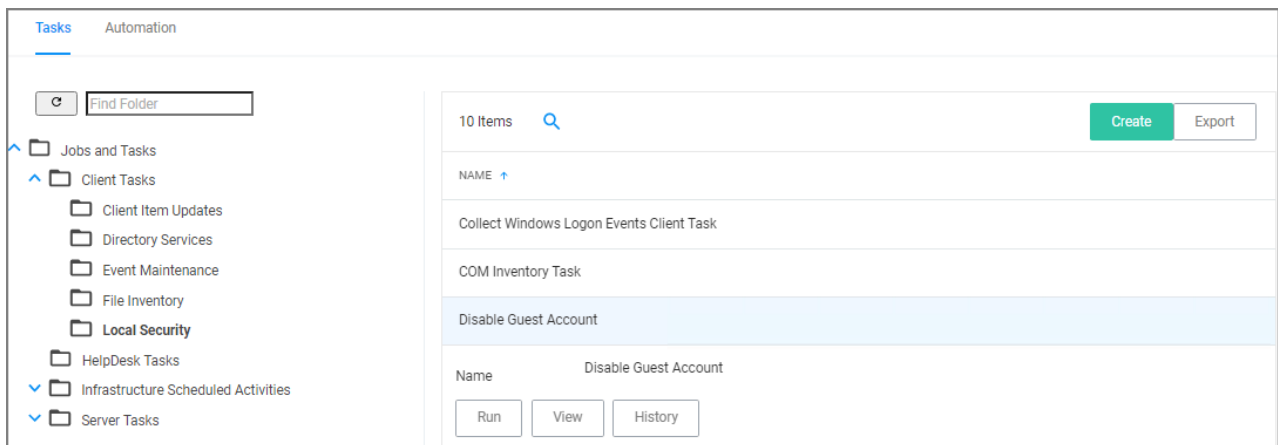 Tasks Automation
Find Folder
Jobs and Tasks
Client Tasks
Client Item Updates
Directory Services
Event Maintenance
File Inventory
Local Security
HelpDesk Tasks
Infrastructure Scheduled Activities
Server Tasks
10 Items Create Export
NAME
Collect Windows Logon Events Client Task
COM Inventory Task
Disable Guest Account
Name Disable Guest Account
Run View History